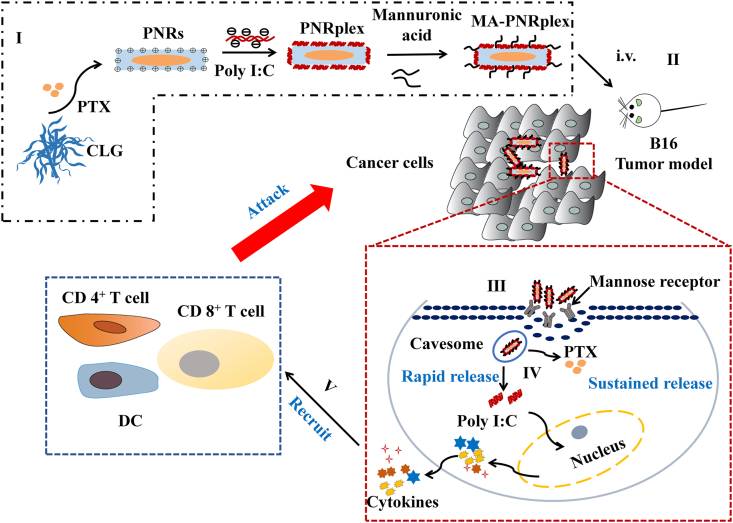 I
PNRs
PNRplex
Mannuronic
acid
MA-PNRplex
Poly I:C
i.v.
II
PTX
CLG
B16
Tumor model
Cancer cells
Attack
III
Mannose receptor
CD 4+ T cell
CD 8+ T cell
Cavesome
PTX
Rapid release
IV
Sustained release
DC
V
Recruit
Poly I:C
Nucleus
Cytokines